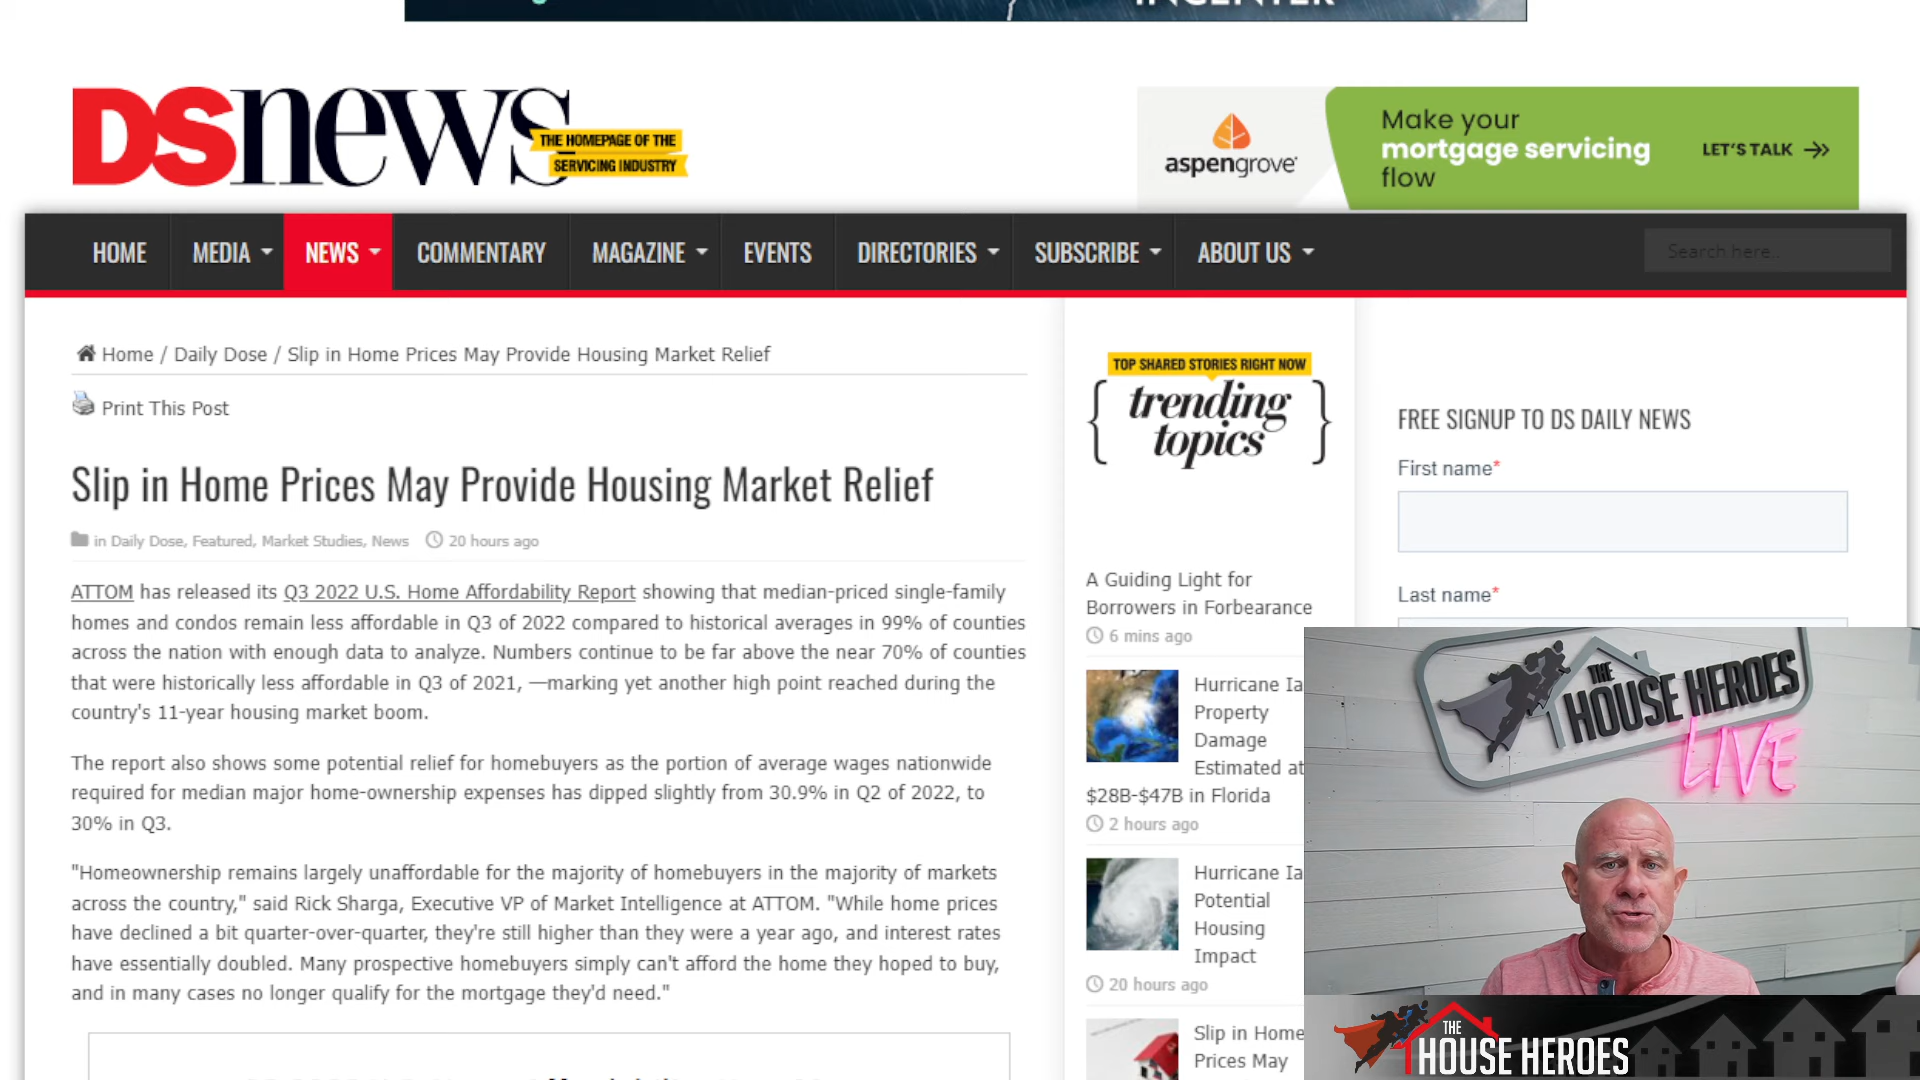 DSnews
THE HOMEPAGE OF THE
SERVICING INDUSTRY
aspengrove
Make your
mortgage servicing
flow
LET'S TALK
HOME
MEDIA
NEWS
COMMENTARY
MAGAZINE
EVENTS
DIRECTORIES
SUBSCRIBE
ABOUT US
Search here..
Home / Daily Dose / Slip in Home Prices May Provide Housing Market Relief
Print This Post
Slip in Home Prices May Provide Housing Market Relief
in Daily Dose, Featured, Market Studies, News 20 hours ago
ATTOM has released its Q3 2022 U.S. Home Affordability Report showing that median-priced single-family
homes and condos remain less affordable in Q3 of 2022 compared to historical averages in 99% of counties
across the nation with enough data to analyze. Numbers continue to be far above the near 70% of counties
that were historically less affordable in Q3 of 2021, —marking yet another high point reached during the
country's 11-year housing market boom.
The report also shows some potential relief for homebuyers as the portion of average wages nationwide
required for median major home-ownership expenses has dipped slightly from 30.9% in Q2 of 2022, to
30% in Q3.
"Homeownership remains largely unaffordable for the majority of homebuyers in the majority of markets
across the country," said Rick Sharga, Executive VP of Market Intelligence at ATTOM. "While home prices
have declined a bit quarter-over-quarter, they're still higher than they were a year ago, and interest rates
have essentially doubled. Many prospective homebuyers simply can't afford the home they hoped to buy,
and in many cases no longer qualify for the mortgage they'd need."
TOP SHARED STORIES RIGHT NOW
trending
topics
A Guiding Light for
Borrowers in Forbearance
6 mins ago
Hurricane Ia
Property
Damage
Estimated at
$28B-$47B in Florida
2 hours ago
Hurricane Ia
Potential
Housing
Impact
20 hours ago
Slip in Home
Prices May
FREE SIGNUP TO DS DAILY NEWS
First name*
Last name*
THE
HOUSE HEROES
LIVE
THE
HOUSE HEROES